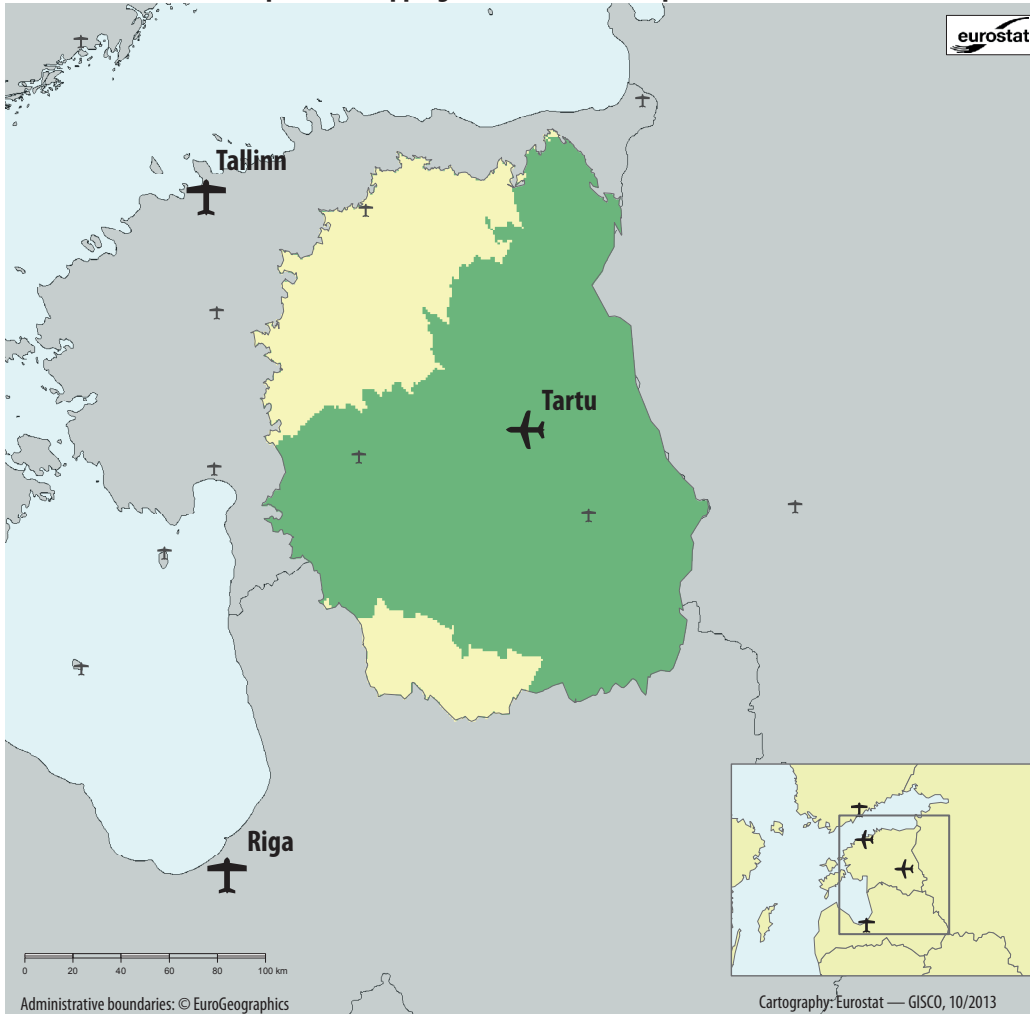 eurostat
Tallinn
Tartu
Riga
0 20 40 60 80 100 km
Administrative boundaries: © EuroGeographics
Cartography: Eurostat — GISCO, 10/2013